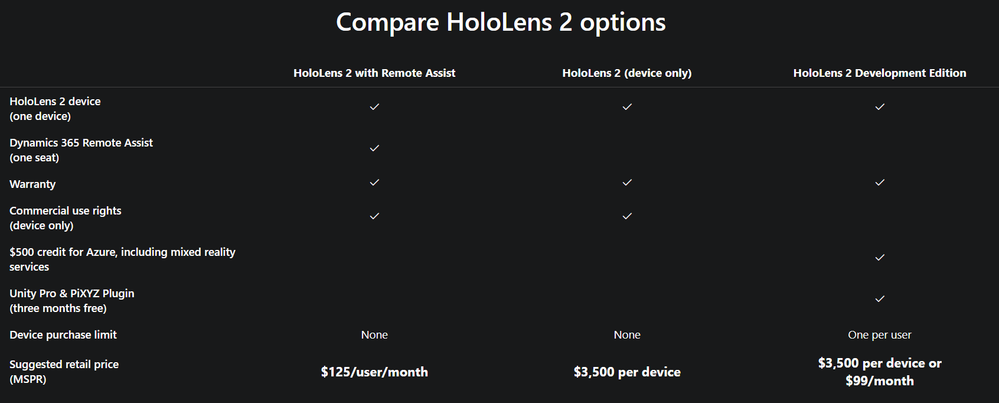 Compare HoloLens 2 options
HoloLens 2 with Remote Assist
HoloLens 2 (device only)
HoloLens 2 Development Edition
HoloLens 2 device
(one device)
✓
✓
✓
Dynamics 365 Remote Assist
(one seat)
✓
Warranty
✓
✓
✓
Commercial use rights
(device only)
✓
✓
$500 credit for Azure, including mixed reality
services
✓
Unity Pro & PiXYZ Plugin
(three months free)
✓
Device purchase limit
None
None
One per user
Suggested retail price
(MSPR)
$125/user/month
$3,500 per device
$3,500 per device or
$99/month